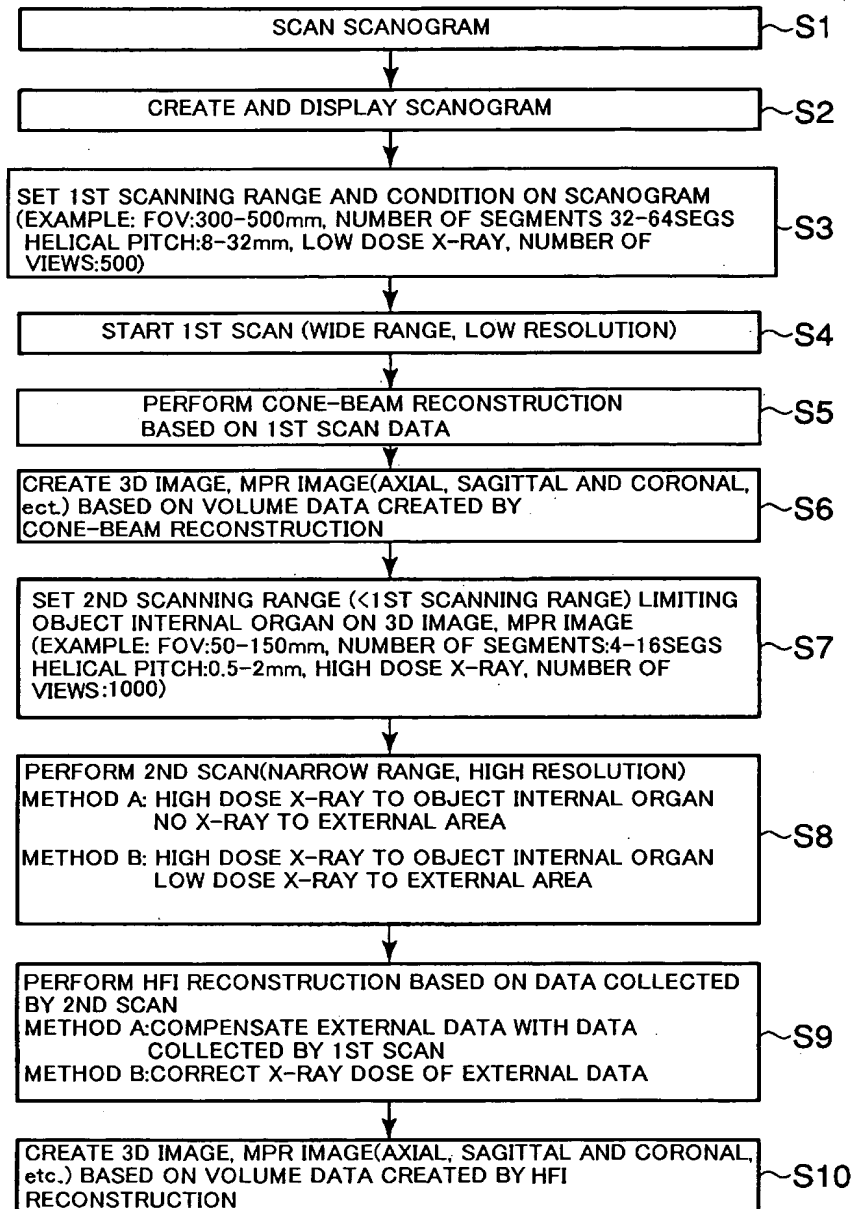 SCAN SCANOGRAM
~S1
CREATE AND DISPLAY SCANOGRAM
~S2
SET 1ST SCANNING RANGE AND CONDITION ON SCANOGRAM
(EXAMPLE: FOV:300-500mm, NUMBER OF SEGMENTS 32-64SEGS
HELICAL PITCH:8-32mm, LOW DOSE X-RAY, NUMBER OF
VIEWS:500)
~S3
START 1ST SCAN (WIDE RANGE, LOW RESOLUTION)
~S4
PERFORM CONE-BEAM RECONSTRUCTION
BASED ON 1ST SCAN DATA
~S5
CREATE 3D IMAGE, MPR IMAGE(AXIAL, SAGITTAL AND CORONAL,
ect.) BASED ON VOLUME DATA CREATED BY
CONE-BEAM RECONSTRUCTION
~S6
SET 2ND SCANNING RANGE (<1ST SCANNING RANGE) LIMITING
OBJECT INTERNAL ORGAN ON 3D IMAGE, MPR IMAGE
(EXAMPLE: FOV:50-150mm, NUMBER OF SEGMENTS:4-16SEGS
HELICAL PITCH:0.5-2mm, HIGH DOSE X-RAY, NUMBER OF
VIEWS:1000)
~S7
PERFORM 2ND SCAN(NARROW RANGE, HIGH RESOLUTION)
METHOD A: HIGH DOSE X-RAY TO OBJECT INTERNAL ORGAN
NO X-RAY TO EXTERNAL AREA
METHOD B: HIGH DOSE X-RAY TO OBJECT INTERNAL ORGAN
LOW DOSE X-RAY TO EXTERNAL AREA
~S8
PERFORM HFI RECONSTRUCTION BASED ON DATA COLLECTED
BY 2ND SCAN
METHOD A:COMPENSATE EXTERNAL DATA WITH DATA
COLLECTED BY 1ST SCAN
METHOD B:CORRECT X-RAY DOSE OF EXTERNAL DATA
~S9
CREATE 3D IMAGE, MPR IMAGE(AXIAL, SAGITTAL AND CORONAL,
etc.) BASED ON VOLUME DATA CREATED BY HFI
RECONSTRUCTION
~S10